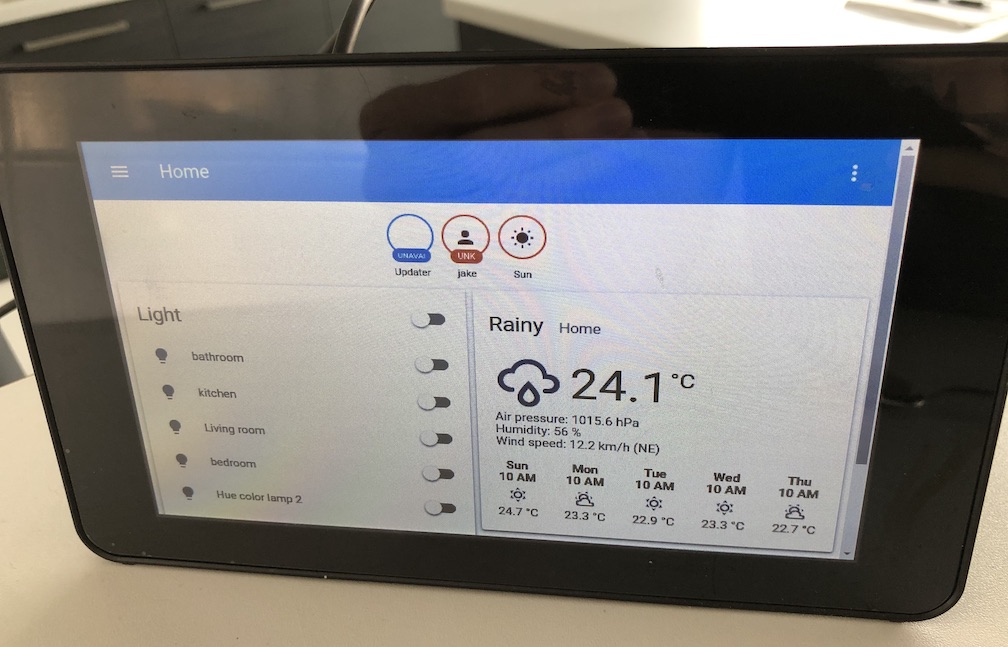 Home
UNAVAI
UNK
Updater
jake
Sun
Light
bathroom
kitchen
Living room
bedroom
Hue color lamp 2
Rainy Home
24.1 °C
Air pressure: 1015.6 hPa
Humidity: 56 %
Wind speed: 12.2 km/h (NE)
Sun Mon Tue Wed Thu
10 AM 10 AM 10 AM 10 AM 10 AM
24.7 °C 23.3 °C 22.9 °C 23.3 °C 22.7 °C